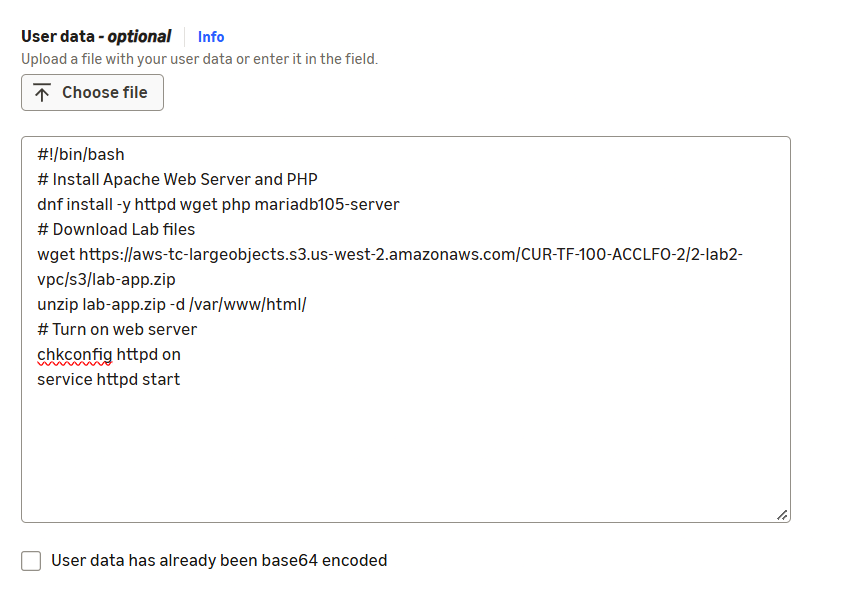 User data - optional Info
Upload a file with your user data or enter it in the field.
Choose file
#!/bin/bash
# Install Apache Web Server and PHP
dnf install -y httpd wget php mariadb105-server
# Download Lab files
wget https://aws-tc-largeobjects.s3.us-west-2.amazonaws.com/CUR-TF-100-ACCLFO-2/2-lab2-
vpc/s3/lab-app.zip
unzip lab-app.zip -d /var/www/html/
# Turn on web server
chkconfig httpd on
service httpd start
User data has already been base64 encoded